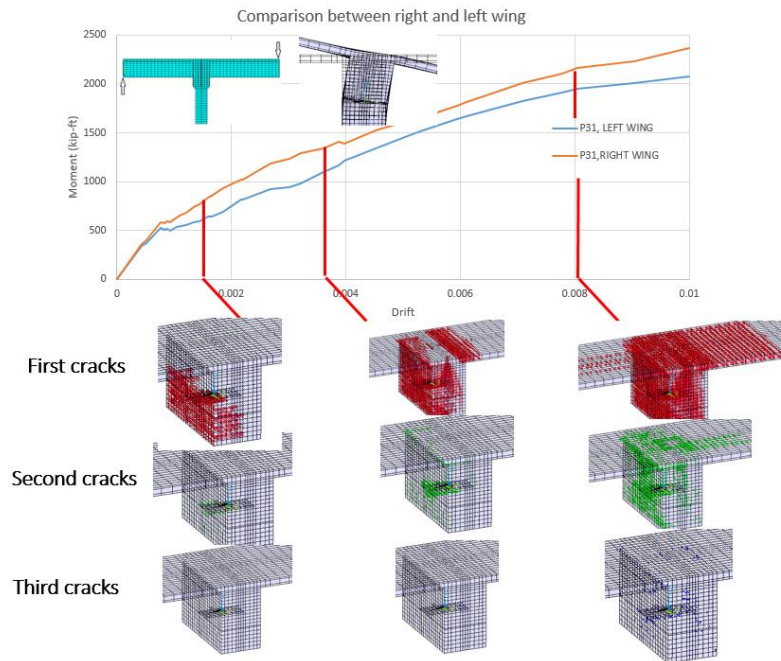 Comparison between right and left wing
2500
2000
1500
1000
500
0
Moment (kip-ft)
P31, LEFT WING
P31,RIGHT WING
0
0.002
0.004
0.006
0.008
0.01
Drift
First cracks
Second cracks
Third cracks